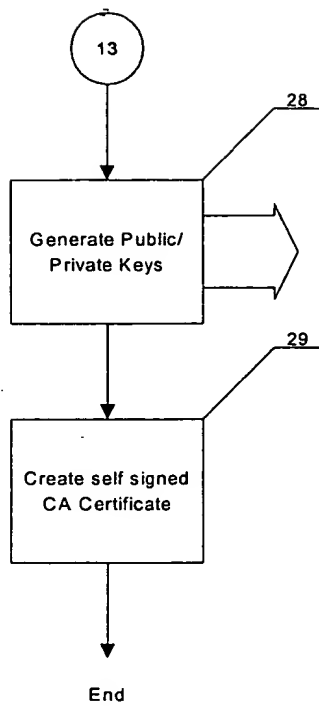 13
28
Generate Public/
Private Keys
29
Create self signed
CA Certificate
End